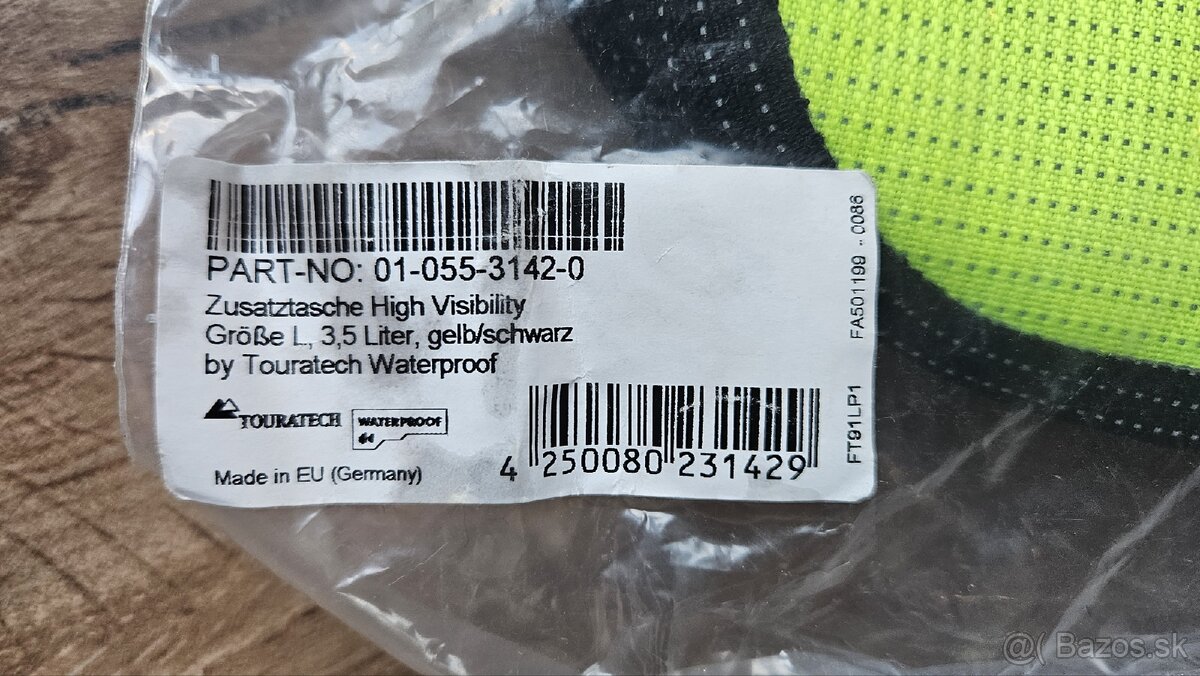 PART-NO: 01-055-3142-0
Zusatztasche High Visibility
Größe L, 3,5 Liter, gelb/schwarz
by Touratech Waterproof
TOURATECH
WATERPROOF
Made in EU (Germany)
4 250080 231429
FT91LP1
FA501199 - 0086
@( Bazos.sk